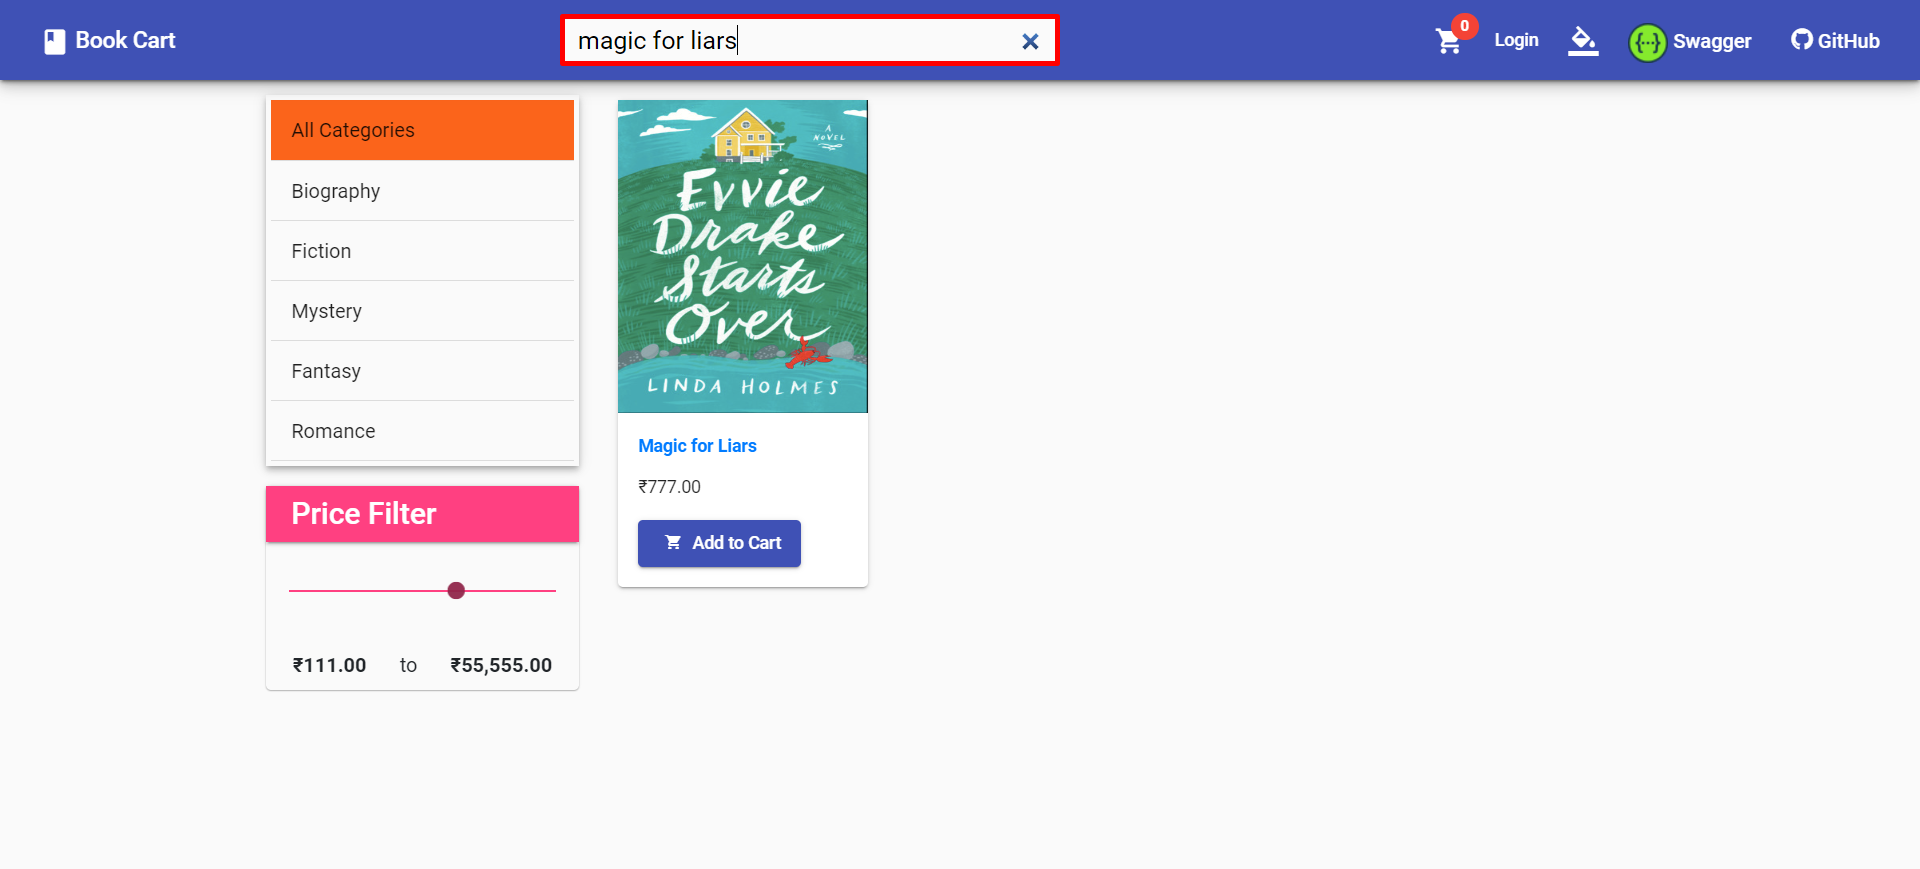 Book Cart
magic for liars
0
Login
Swagger
GitHub
All Categories
Biography
Fiction
Mystery
Fantasy
Romance
Price Filter
₹111.00 to ₹55,555.00
A
NOVEL
Evvie
Drake
Starts
Over
LINDA HOLMES
Magic for Liars
₹777.00
Add to Cart